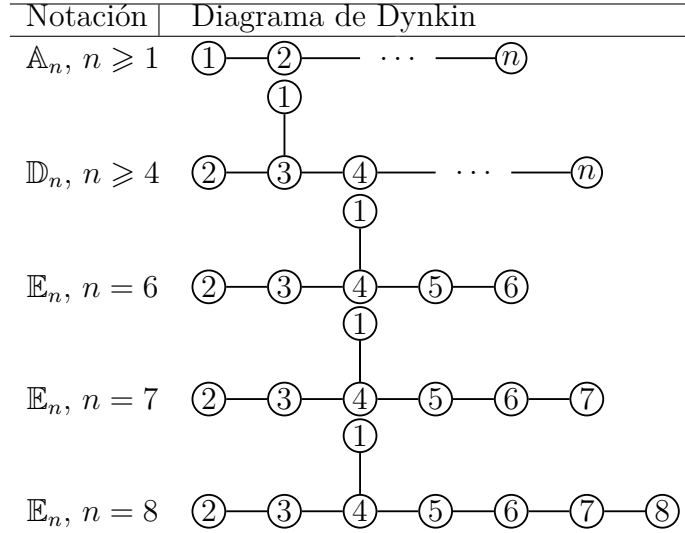 Notación Diagrama de Dynkin
𝔸ₙ, n ⩾ 1 1 2 ⋯ n
1
𝔻ₙ, n ⩾ 4 2 3 4 ⋯ n
1
𝔼ₙ, n = 6 2 3 4 5 6
1
𝔼ₙ, n = 7 2 3 4 5 6 7
1
𝔼ₙ, n = 8 2 3 4 5 6 7 8